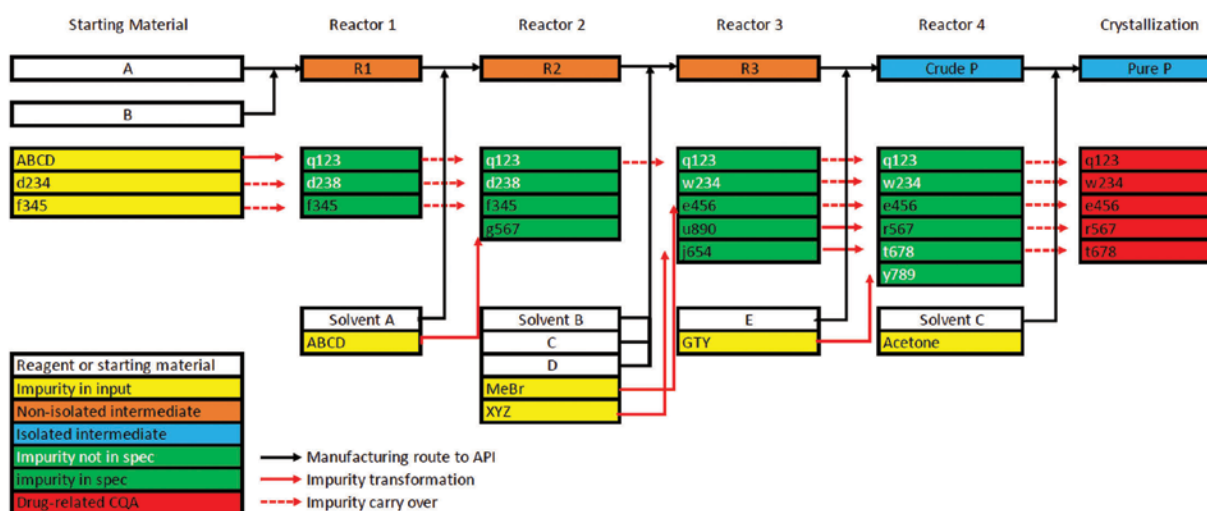 Starting Material
Reactor 1
Reactor 2
Reactor 3
Reactor 4
Crystallization
A
R1
R2
R3
Crude P
Pure P
B
ABCD
d234
f345
q123
d238
f345
q123
d238
f345
g567
q123
w234
e456
u890
j654
q123
w234
e456
r567
t678
y789
q123
w234
e456
r567
t678
Solvent A
ABCD
Solvent B
C
D
MeBr
XYZ
E
GTY
Solvent C
Acetone
Reagent or starting material
Impurity in input
Non-isolated intermediate
Isolated intermediate
Impurity not in spec
impurity in spec
Drug-related CQA
Manufacturing route to API
Impurity transformation
Impurity carry over